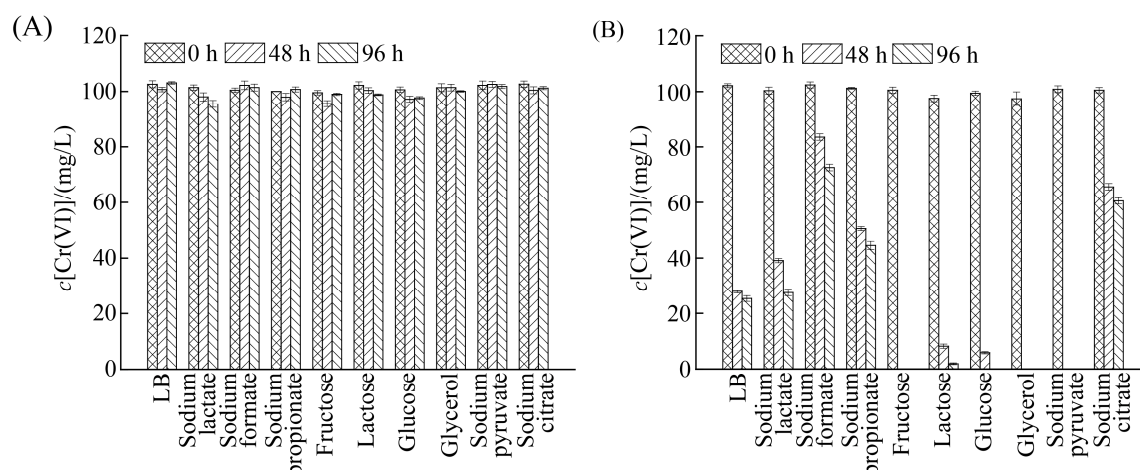 (A)
120
100
80
60
40
20
0
c[Cr(VI)]/(mg/L)
0 h 48 h 96 h
LB
Sodium
lactate
Sodium
formate
Sodium
propionate
Fructose
Lactose
Glucose
Glycerol
Sodium
pyruvate
Sodium
citrate
(B)
120
100
80
60
40
20
0
c[Cr(VI)]/(mg/L)
0 h 48 h 96 h
LB
Sodium
lactate
Sodium
formate
Sodium
propionate
Fructose
Lactose
Glucose
Glycerol
Sodium
pyruvate
Sodium
citrate